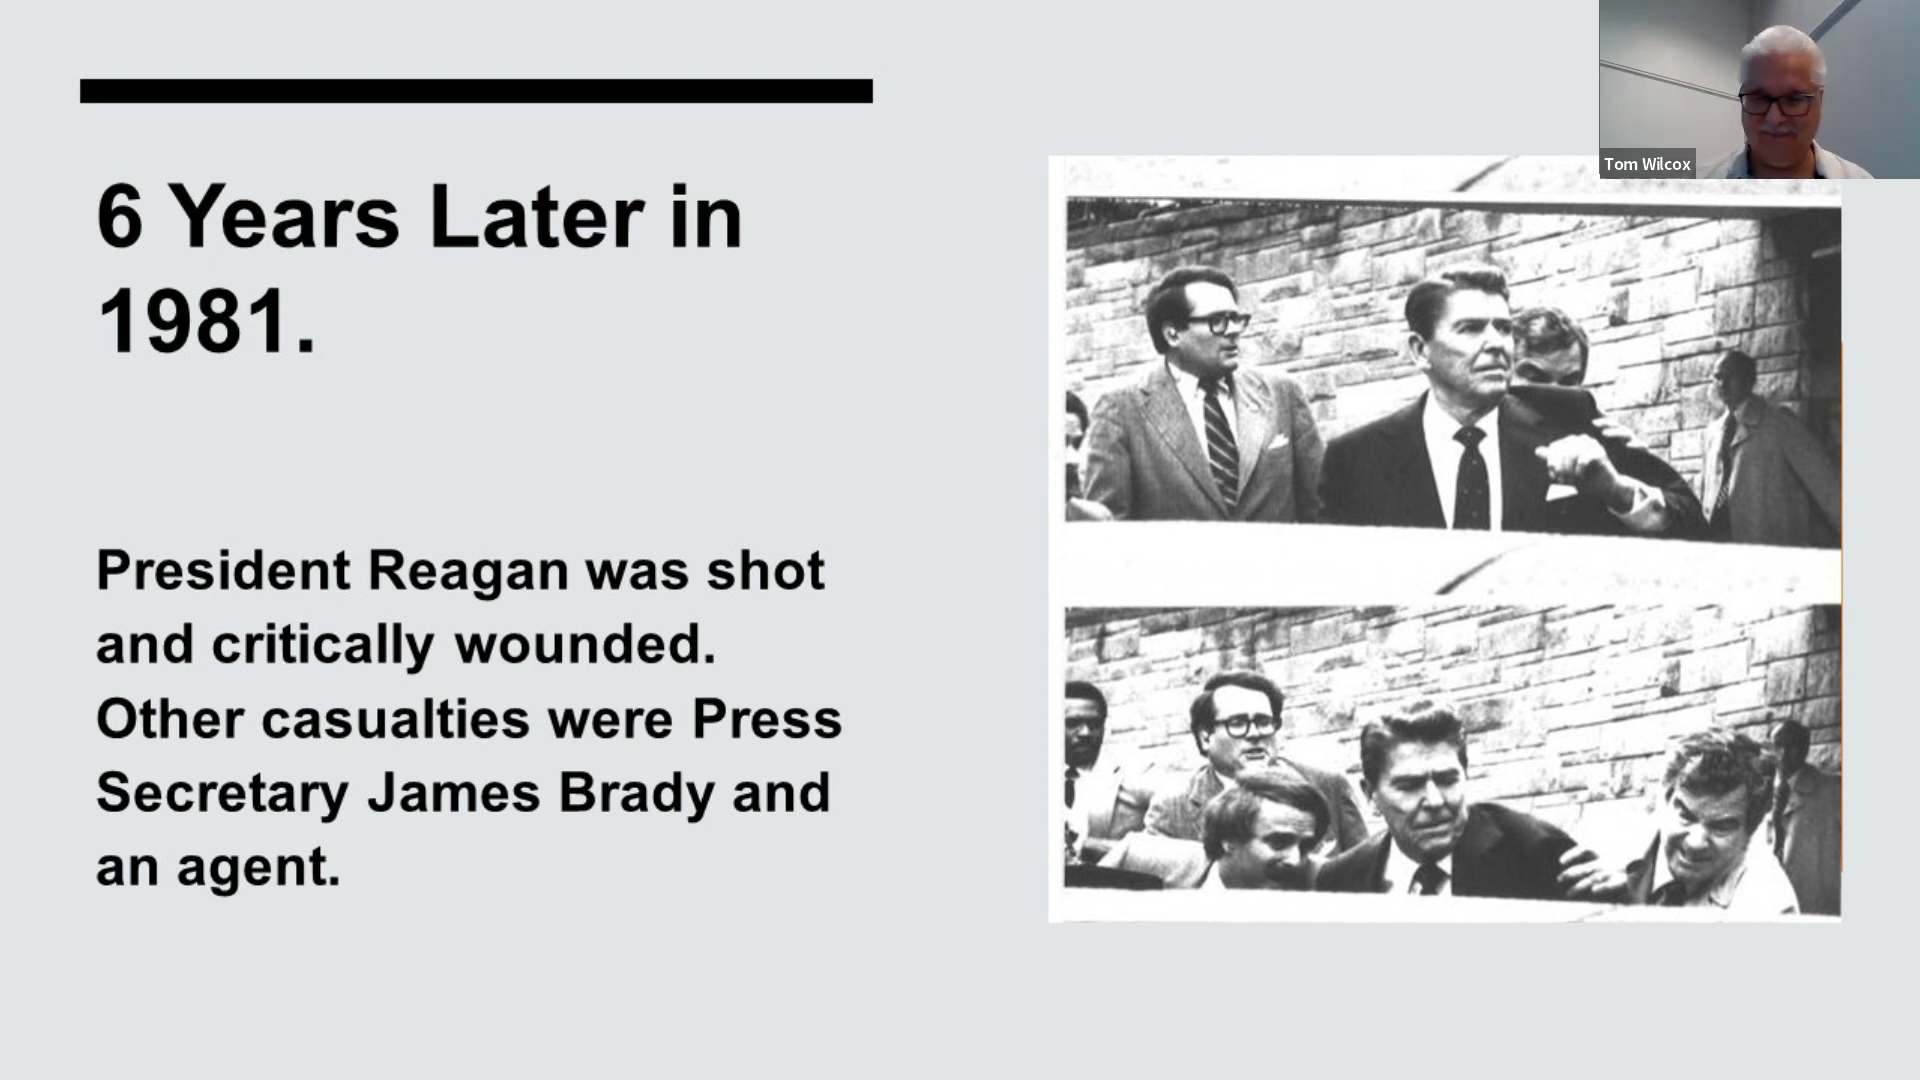 Tom Wilcox
6 Years Later in
1981.
President Reagan was shot
and critically wounded.
Other casualties were Press
Secretary James Brady and
an agent.